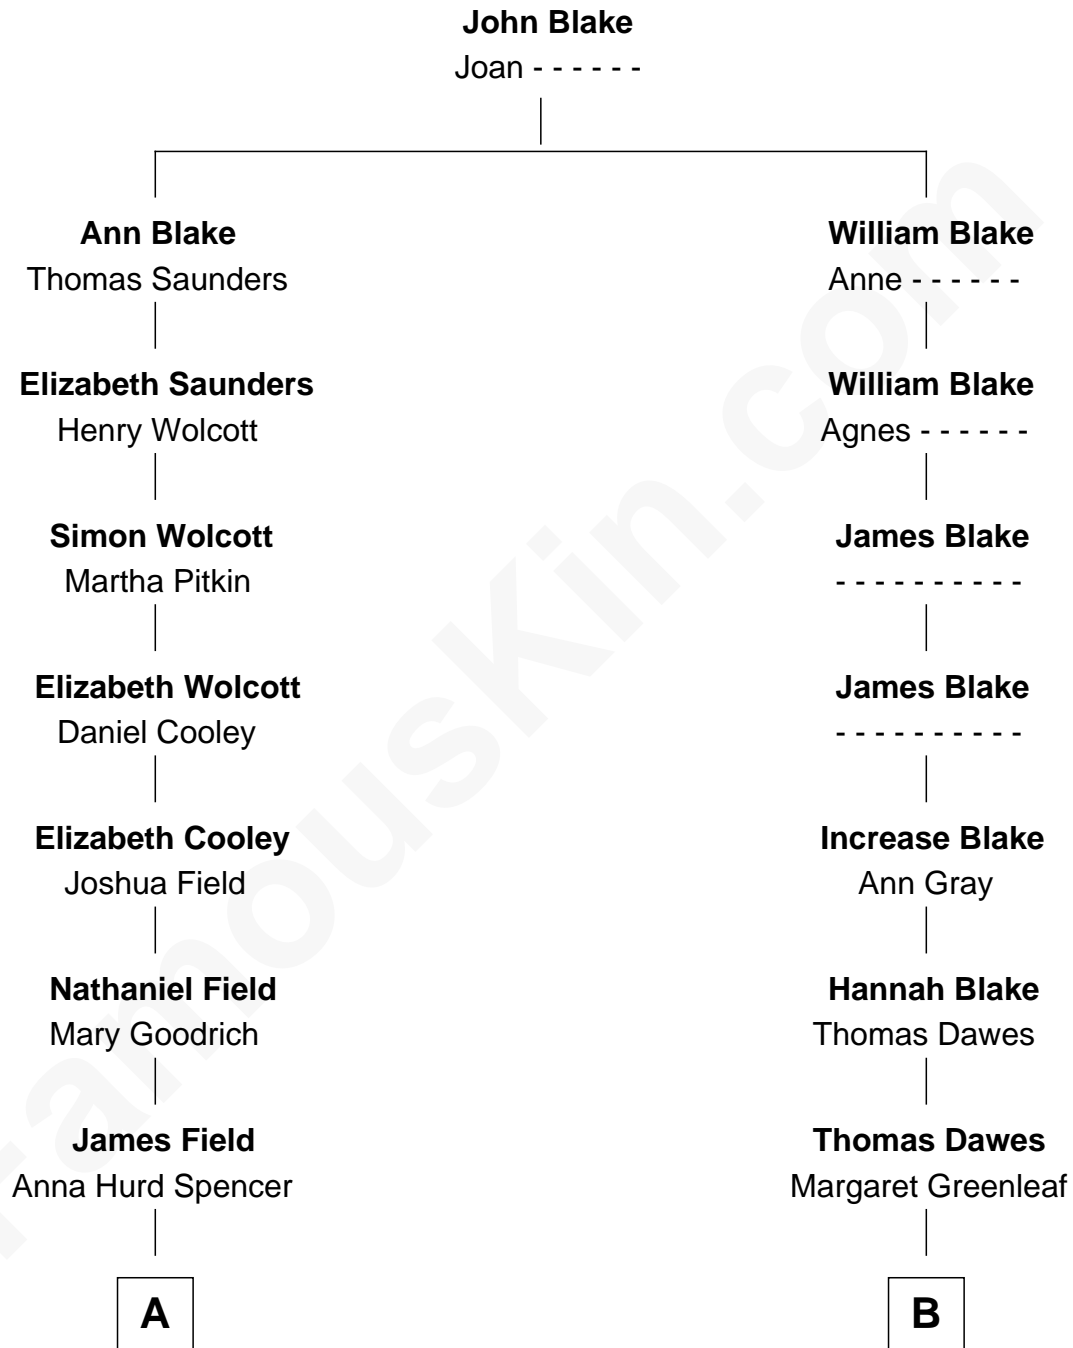 John Blake
Joan - - - - - -
Ann Blake
Thomas Saunders
William Blake
Anne - - - - - -
Elizabeth Saunders
Henry Wolcott
William Blake
Agnes - - - - - -
Simon Wolcott
Martha Pitkin
James Blake
- - - - - - - - - -
Elizabeth Wolcott
Daniel Cooley
James Blake
- - - - - - - - - -
Elizabeth Cooley
Joshua Field
Increase Blake
Ann Gray
Nathaniel Field
Mary Goodrich
Hannah Blake
Thomas Dawes
James Field
Anna Hurd Spencer
Thomas Dawes
Margaret Greenleaf
A
B
FamousKin.com